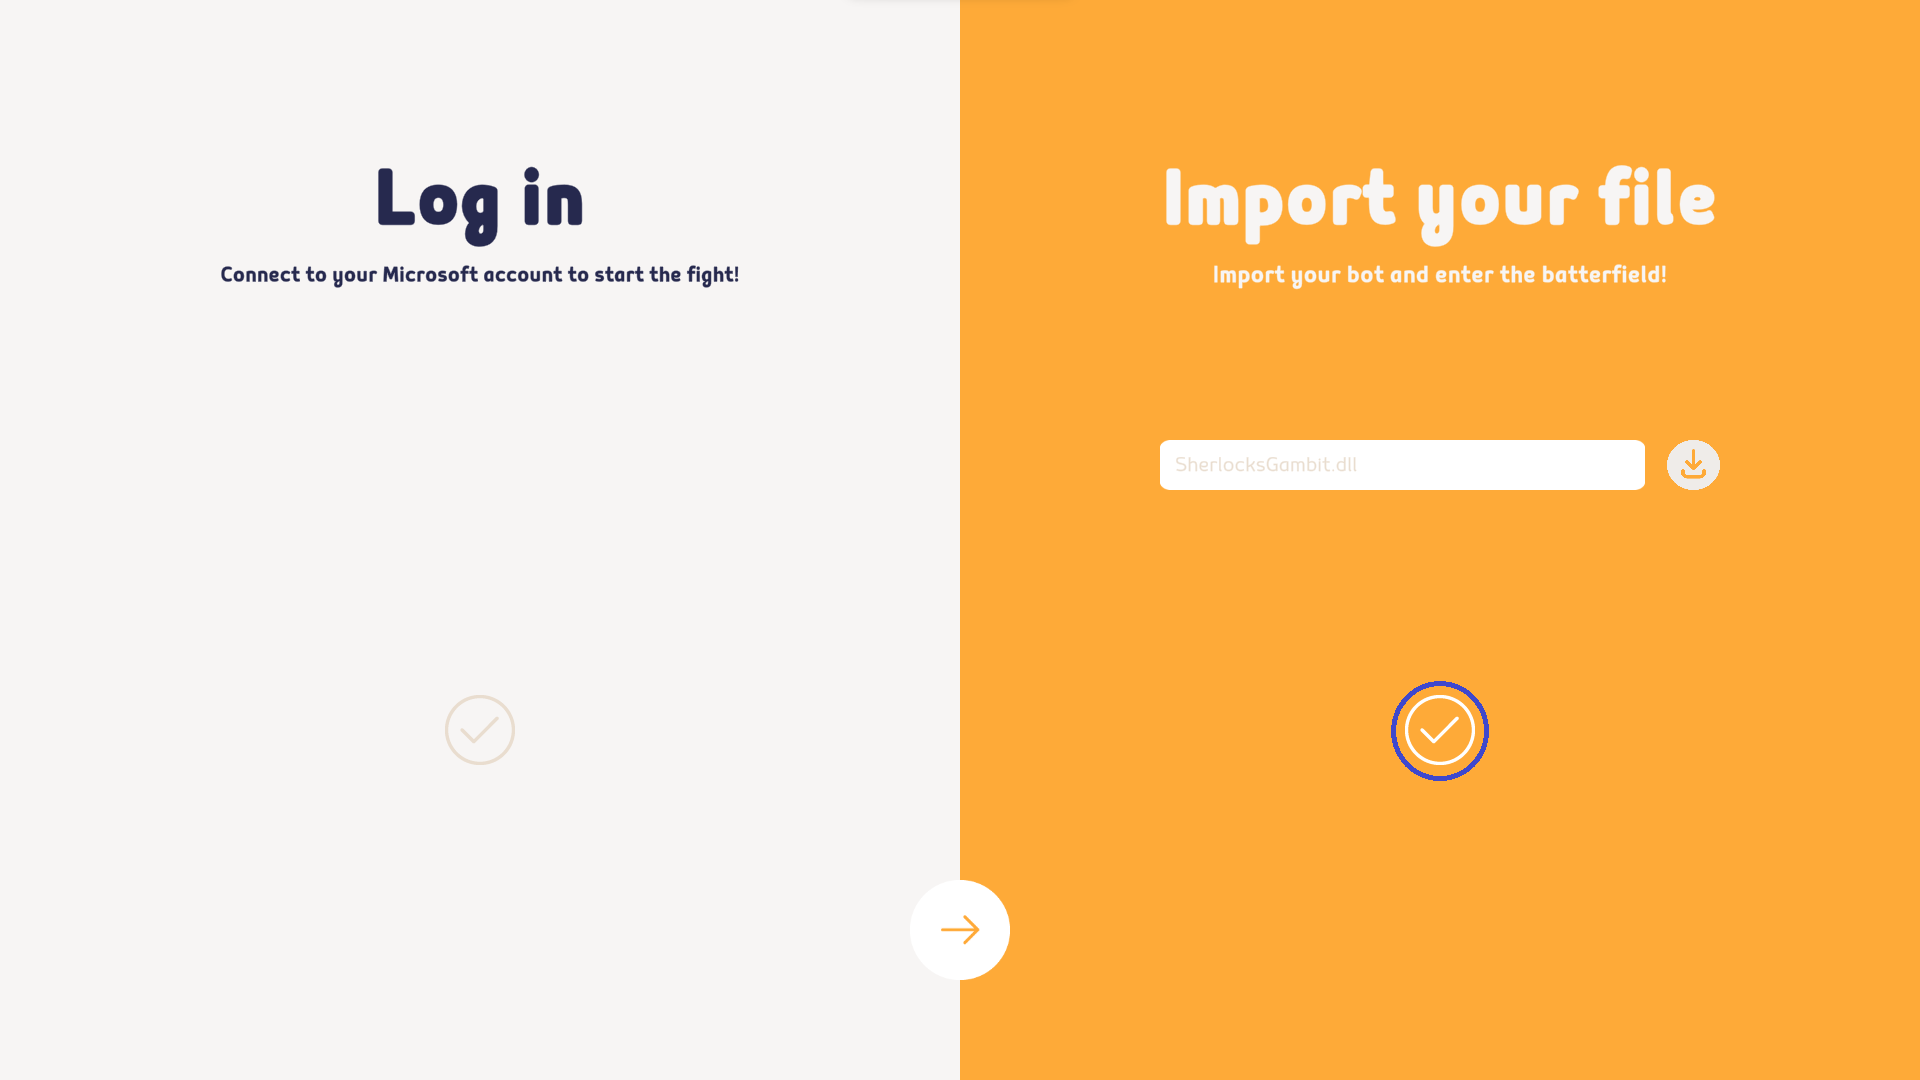 Log in
Connect to your Microsoft account to start the fight!
Import your file
Import your bot and enter the batterfield!
SherlocksGambit.dll